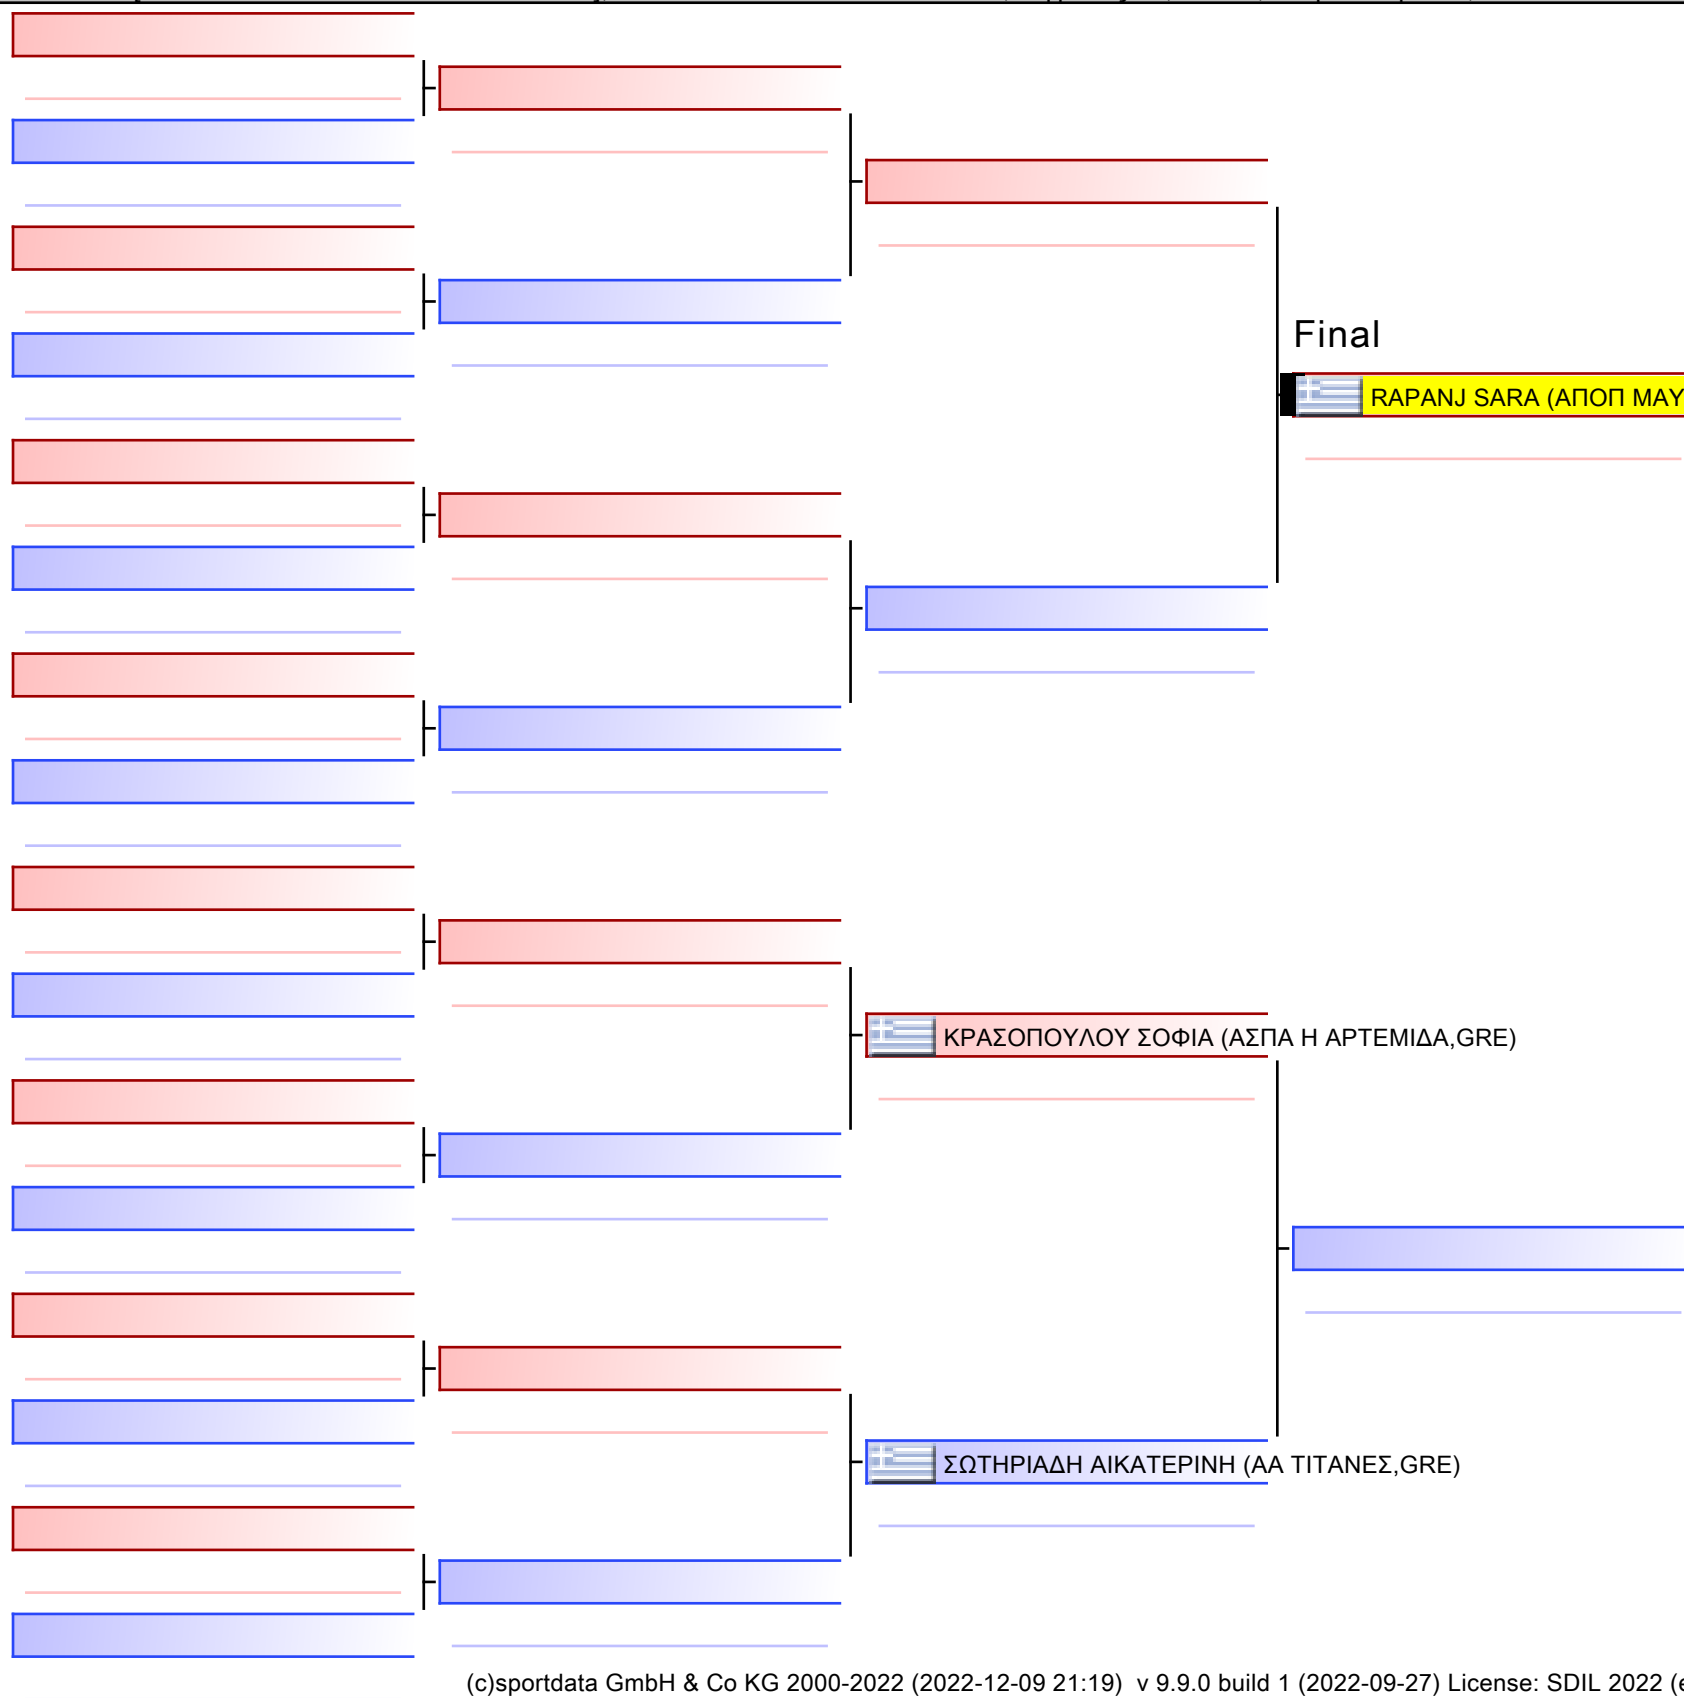 Final
RAPANJ SARA (ΑΠΟΠ ΜΑΥ
ΚΡΑΣΟΠΟΥΛΟΥ ΣΟΦΙΑ (ΑΣΠΑ Η ΑΡΤΕΜΙΔΑ,GRE)
ΣΩΤΗΡΙΑΔΗ ΑΙΚΑΤΕΡΙΝΗ (ΑΑ ΤΙΤΑΝΕΣ,GRE)
(c)sportdata GmbH & Co KG 2000-2022 (2022-12-09 21:19) v 9.9.0 build 1 (2022-09-27) License: SDIL 2022 (e